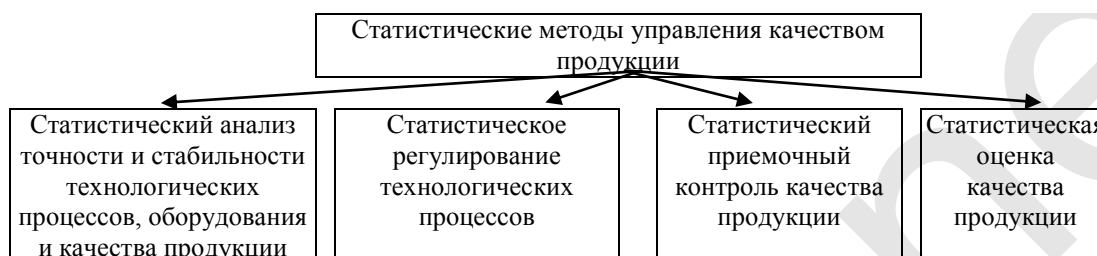 Статистические методы управления качеством
продукции
Статистический анализ
точности и стабильности
технологических
процессов, оборудования
и качества продукции
Статистическое
регулирование
технологических
процессов
Статистический
приемочный
контроль качества
продукции
Статистическая
оценка
качества
продукции